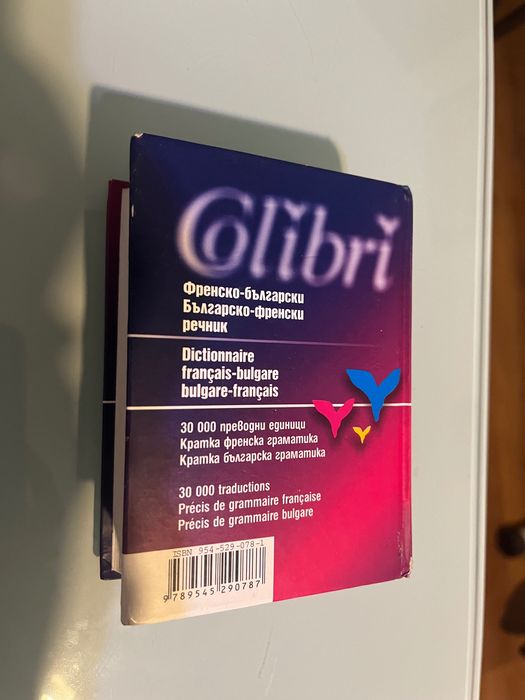 Colibri
Френско-български
Българско-френски
речник
Dictionnaire
français-bulgare
bulgare-français
30 000 преводни единици
Кратка френска граматика
Кратка българска граматика
30 000 traductions
Précis de grammaire française
Précis de grammaire bulgare
ISBN 954-529-078-1
9 789545 290787